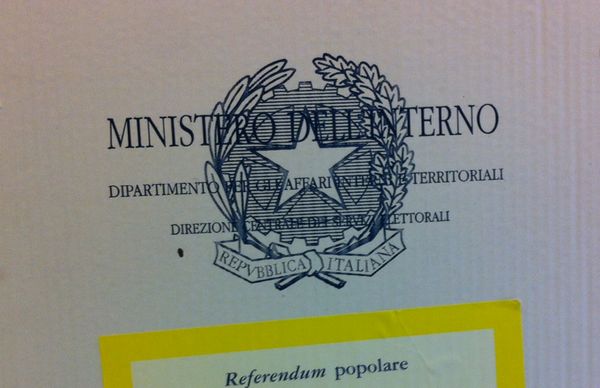 MINISTERO DELL'INTERNO
DIPARTIMENTO PER GLI AFFARI INTERNI E TERRITORIALI
DIREZIONE CENTRALE DEI SERVIZI ELETTORALI
REPVBBLICA ITALIANA
Referendum popolare